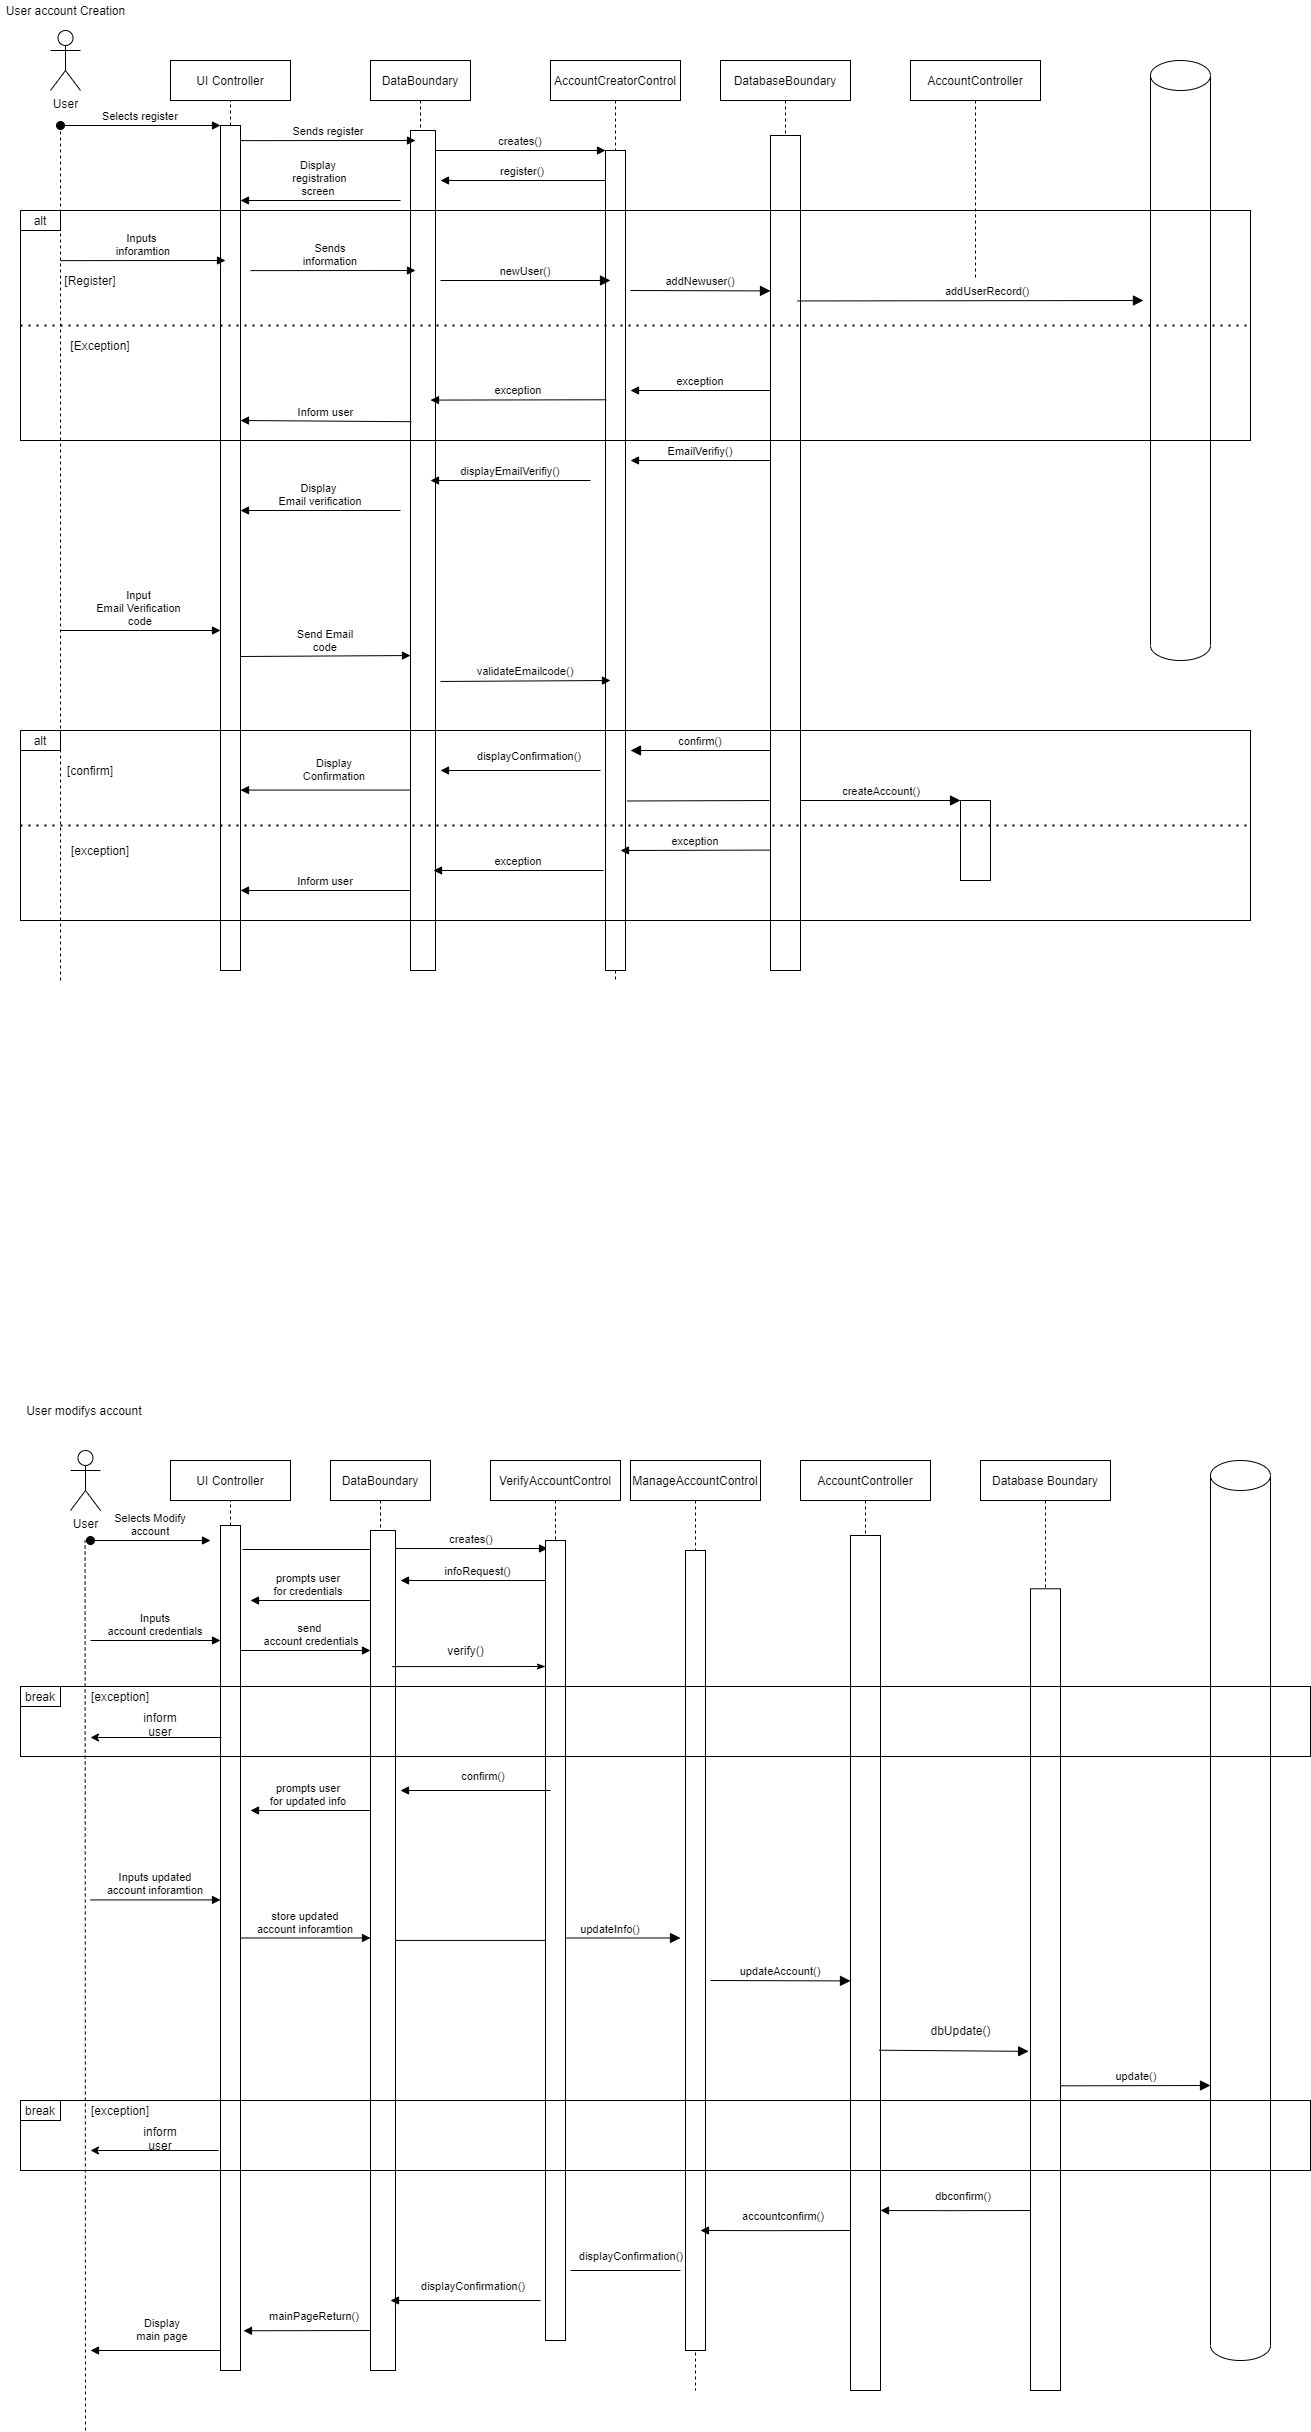 User account Creation
User
UI Controller
DataBoundary
AccountCreatorControl
DatabaseBoundary
AccountController
Selects register
Sends register
creates()
Display
registration
screen
register()
alt
Inputs
inforamtion
Sends
information
[Register]
newUser()
addNewuser()
addUserRecord()
[Exception]
exception
exception
Inform user
EmailVerifiy()
displayEmailVerifiy()
Display
Email verification
Input
Email Verification
code
Send Email
code
validateEmailcode()
alt
confirm()
displayConfirmation()
[confirm]
Display
Confirmation
createAccount()
[exception]
exception
exception
Inform user
User modifys account
User
UI Controller
DataBoundary
VerifyAccountControl
ManageAccountControl
AccountController
Database Boundary
Selects Modify
account
creates()
infoRequest()
prompts user
for credentials
Inputs
account credentials
send
account credentials
verify()
break
[exception]
inform
user
confirm()
prompts user
for updated info
Inputs updated
account inforamtion
store updated
account inforamtion
updateInfo()
updateAccount()
dbUpdate()
update()
break
[exception]
inform
user
dbconfirm()
accountconfirm()
displayConfirmation()
displayConfirmation()
mainPageReturn()
Display
main page